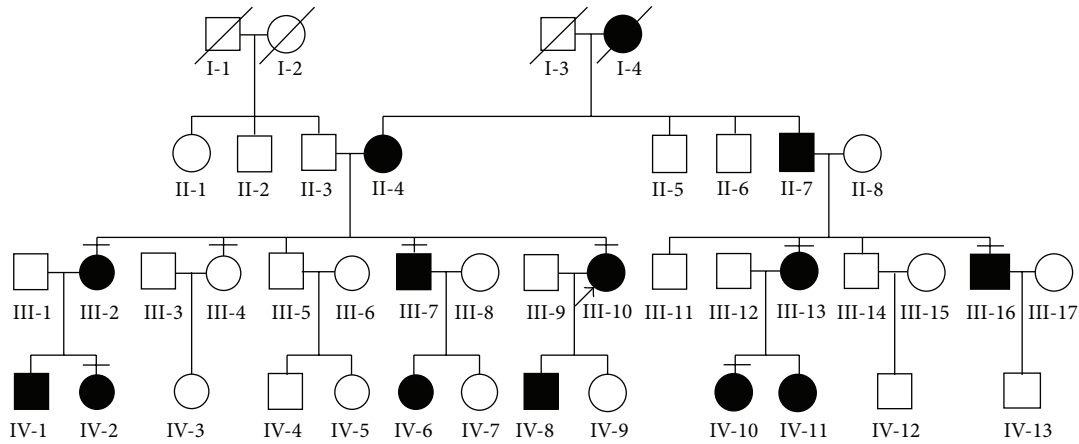 I-1 I-2 I-3 I-4
II-1 II-2 II-3 II-4 II-5 II-6 II-7 II-8
III-1 III-2 III-3 III-4 III-5 III-6 III-7 III-8 III-9 III-10 III-11 III-12 III-13 III-14 III-15 III-16 III-17
IV-1 IV-2 IV-3 IV-4 IV-5 IV-6 IV-7 IV-8 IV-9 IV-10 IV-11 IV-12 IV-13